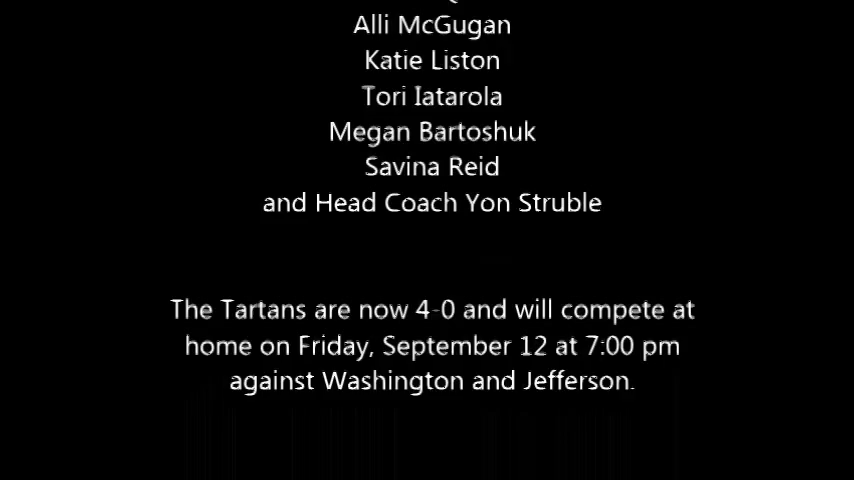 Alli McGugan
Katie Liston
Tori Iatarola
Megan Bartoshuk
Savina Reid
and Head Coach Yon Struble
The Tartans are now 4-0 and will compete at
home on Friday, September 12 at 7:00 pm
against Washington and Jefferson.